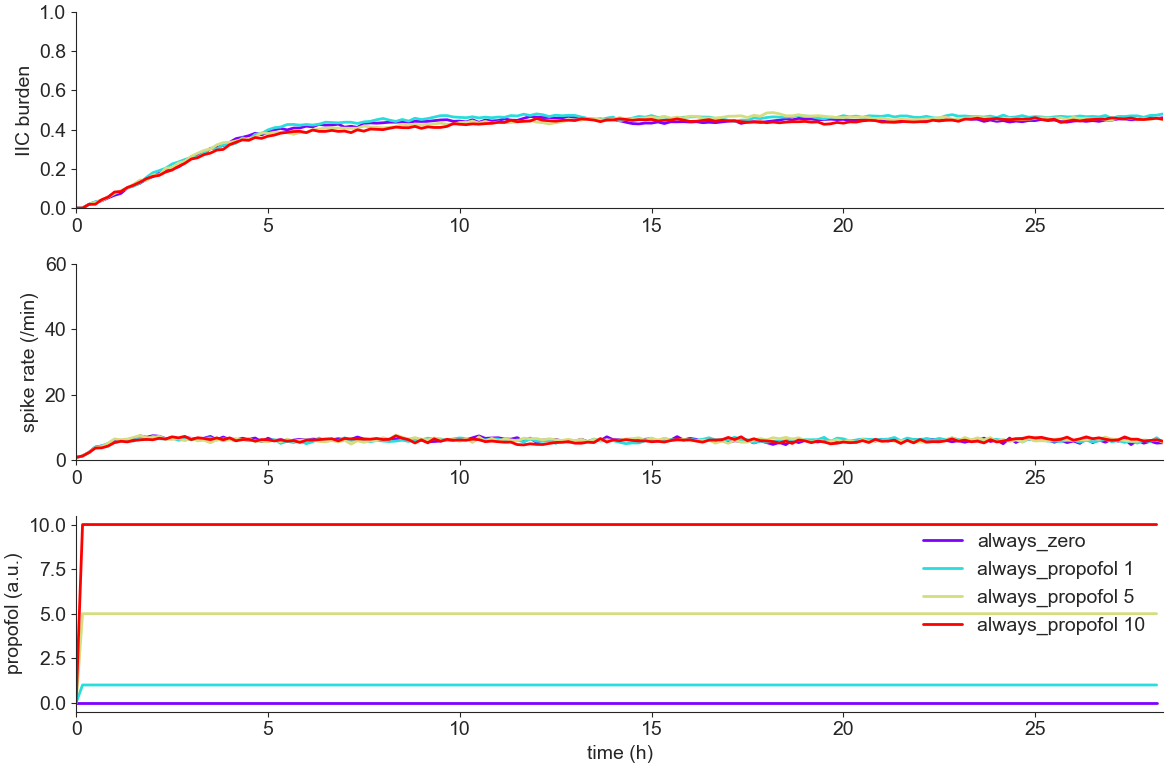 1.0
0.8
0.6
0.4
0.2
0.0
IIC burden
0 5 10 15 20 25
60
40
20
0
spike rate (/min)
0 5 10 15 20 25
10.0
7.5
5.0
2.5
0.0
propofol (a.u.)
always_zero
always_propofol 1
always_propofol 5
always_propofol 10
0 5 10 15 20 25
time (h)